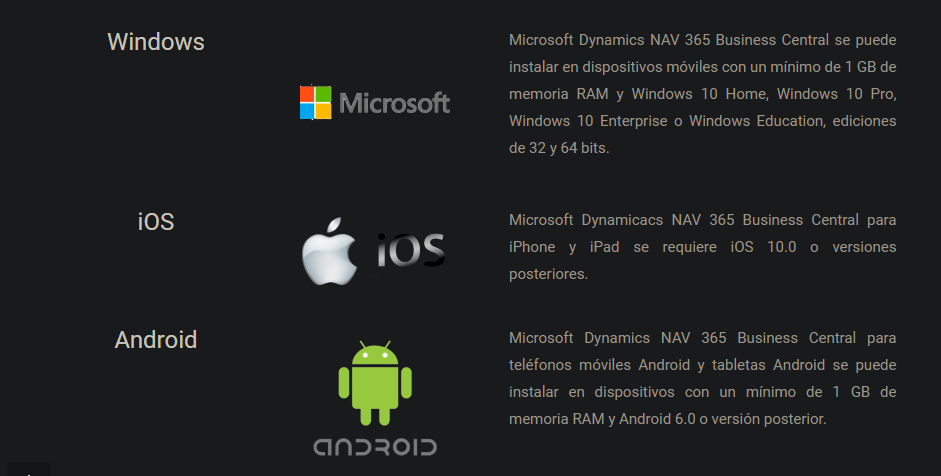 Windows
Microsoft
Microsoft Dynamics NAV 365 Business Central se puede
instalar en dispositivos móviles con un mínimo de 1 GB de
memoria RAM y Windows 10 Home, Windows 10 Pro,
Windows 10 Enterprise o Windows Education, ediciones
de 32 y 64 bits.
iOS
iOS
Microsoft Dynamicacs NAV 365 Business Central para
iPhone y iPad se requiere iOS 10.0 o versiones
posteriores.
Android
ANDROID
Microsoft Dynamics NAV 365 Business Central para
teléfonos móviles Android y tabletas Android se puede
instalar en dispositivos con un mínimo de 1 GB de
memoria RAM y Android 6.0 o versión posterior.